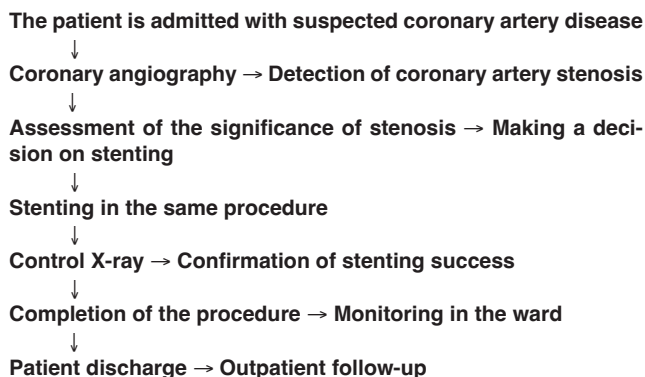 The patient is admitted with suspected coronary artery disease
↓
Coronary angiography → Detection of coronary artery stenosis
↓
Assessment of the significance of stenosis → Making a deci-
sion on stenting
↓
Stenting in the same procedure
↓
Control X-ray → Confirmation of stenting success
↓
Completion of the procedure → Monitoring in the ward
↓
Patient discharge → Outpatient follow-up